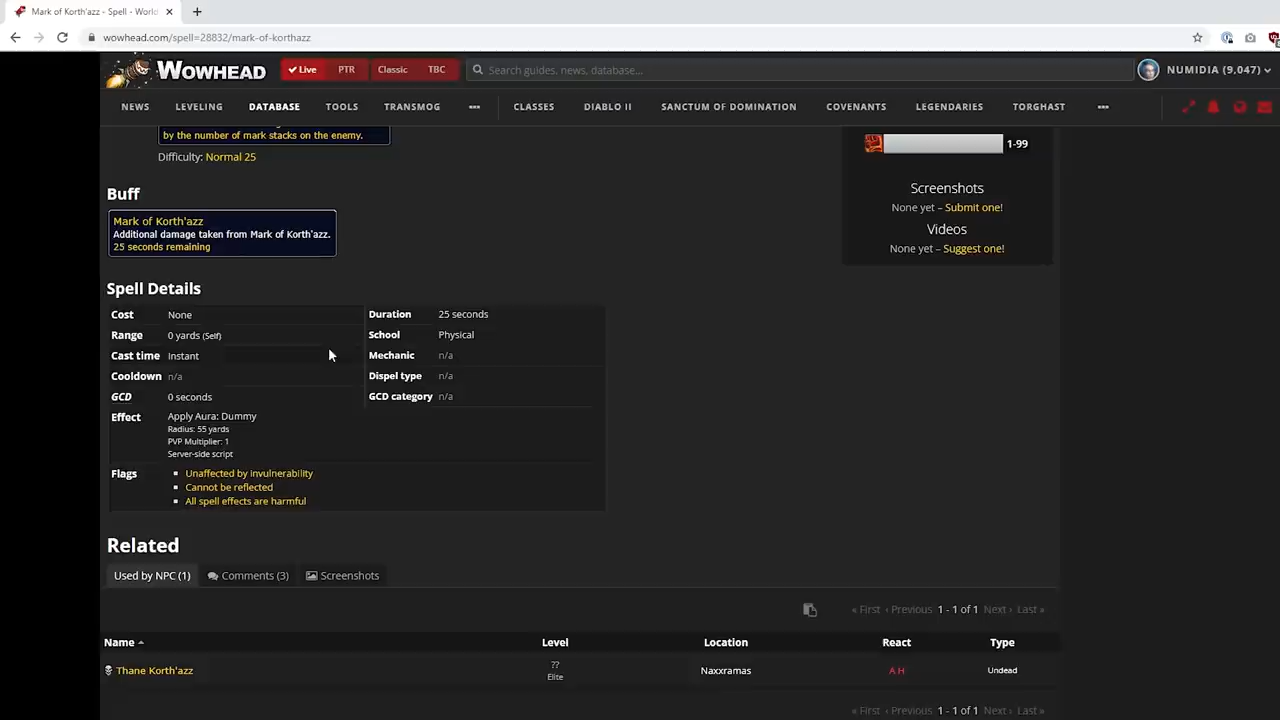 Mark of Korth'azz - Spell - Worl
wowhead.com/spell=28832/mark-of-korthazz
WOWHEAD
Live PTR Classic TBC
Search guides, news, database...
NUMIDIA (9,047)
NEWS LEVELING DATABASE TOOLS TRANSMOG ••• CLASSES DIABLO II SANCTUM OF DOMINATION COVENANTS LEGENDARIES TORGHAST •••
by the number of mark stacks on the enemy.
Difficulty: Normal 25
1-99
Screenshots
None yet – Submit one!
Videos
None yet – Suggest one!
Buff
Mark of Korth'azz
Additional damage taken from Mark of Korth'azz.
25 seconds remaining
Spell Details
Cost None Duration 25 seconds
Range 0 yards (Self) School Physical
Cast time Instant Mechanic n/a
Cooldown n/a Dispel type n/a
GCD 0 seconds GCD category n/a
Effect Apply Aura: Dummy
Radius: 55 yards
PVP Multiplier: 1
Server-side script
Flags ▪ Unaffected by invulnerability
▪ Cannot be reflected
▪ All spell effects are harmful
Related
Used by NPC (1) Comments (3) Screenshots
« First ‹ Previous 1 - 1 of 1 Next › Last »
Name Level Location React Type
Thane Korth'azz ?? Naxxramas A H Undead
Elite
« First ‹ Previous 1 - 1 of 1 Next › Last »